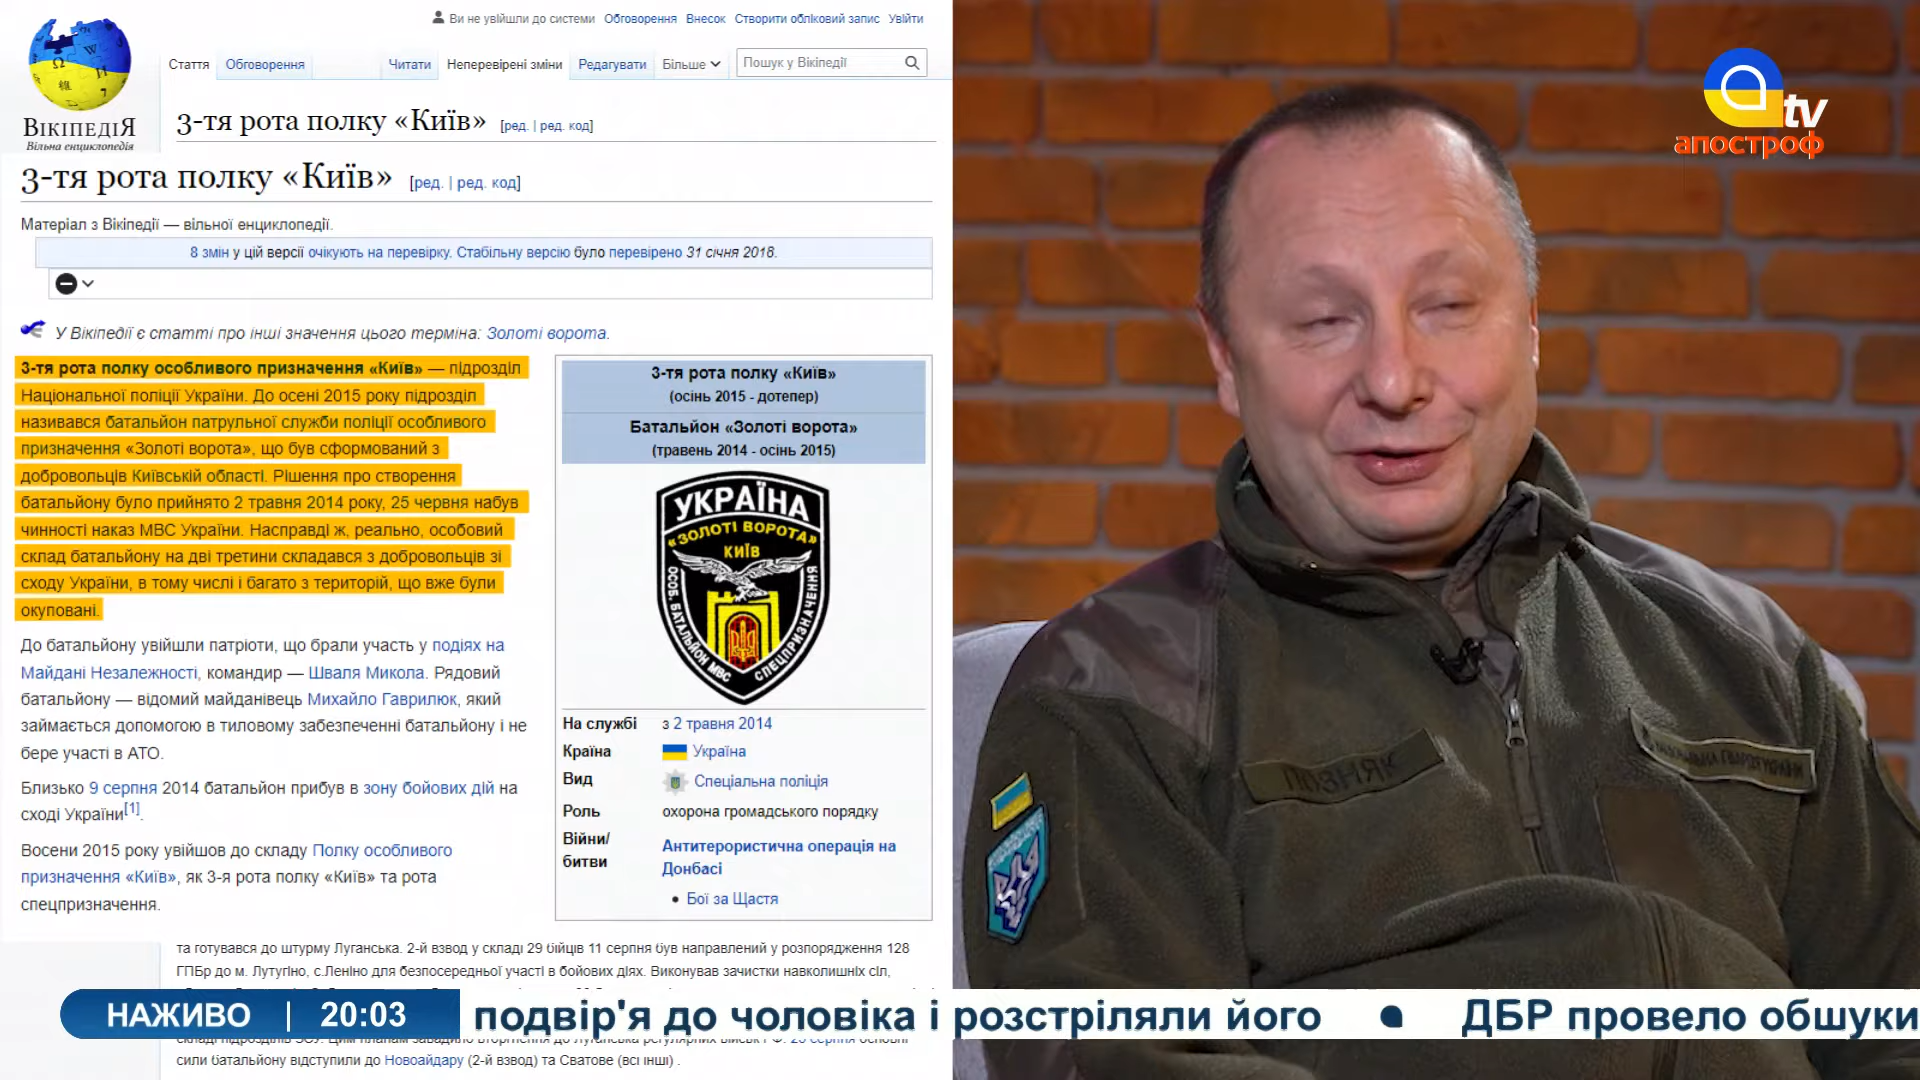 Ви не увійшли до системи Обговорення Внесок Створити обліковий запис Увійти
Стаття Обговорення Читати Неперевірені зміни Редагувати Більше Пошук у Вікіпедії
ВІКІПЕДІЯ
Вільна енциклопедія
3-тя рота полку «Київ» [ред. | ред. код]
3-тя рота полку «Київ» [ред. | ред. код]
Матеріал з Вікіпедії — вільної енциклопедії.
8 змін у цій версії очікують на перевірку. Стабільну версію було перевірено 31 січня 2018.
У Вікіпедії є статті про інші значення цього терміна: Золоті ворота.
3-тя рота полку особливого призначення «Київ» — підрозділ
Національної поліції України. До осені 2015 року підрозділ
називався батальйон патрульної служби поліції особливого
призначення «Золоті ворота», що був сформований з
добровольців Київській області. Рішення про створення
батальйону було прийнято 2 травня 2014 року, 25 червня набув
чинності наказ МВС України. Насправді ж, реально, особовий
склад батальйону на дві третини складався з добровольців зі
сходу України, в тому числі і багато з територій, що вже були
окуповані.
До батальйону увійшли патріоти, що брали участь у подіях на
Майдані Незалежності, командир — Шваля Микола. Рядовий
батальйону — відомий майданівець Михайло Гаврилюк, який
займається допомогою в тиловому забезпеченні батальйону і не
бере участі в АТО.
Близько 9 серпня 2014 батальйон прибув в зону бойових дій на
сході України[1].
Восени 2015 року увійшов до складу Полку особливого
призначення «Київ», як 3-я рота полку «Київ» та рота
спецпризначення.
3-тя рота полку «Київ»
(осінь 2015 - дотепер)
Батальйон «Золоті ворота»
(травень 2014 - осінь 2015)
УКРАЇНА
«ЗОЛОТІ ВОРОТА»
КИЇВ
ОСОБ. БАТАЛЬЙОН МВС СПЕЦПРИЗНАЧЕННЯ
На службі з 2 травня 2014
Країна Україна
Вид Спеціальна поліція
Роль охорона громадського порядку
Війни/
битви
Антитерористична операція на
Донбасі
• Бої за Щастя
та готувався до штурму Луганська. 2-й взвод у складі 29 бійців 11 серпня був направлений у розпорядження 128
ГПБр до м. Лутугіно, с.Леніно для безпосередньої участі в бойових діях. Виконував зачистки навколишніх сіл,
сили батальйону відступили до Новоайдару (2-й взвод) та Сватове (всі інші) .
tv
апостроф
ПОЗНЯК
НАЦІОНАЛЬНА ГВАРДІЯ УКРАЇНИ
НАЖИВО | 20:03 подвір'я до чоловіка і розстріляли його • ДБР провело обшуки